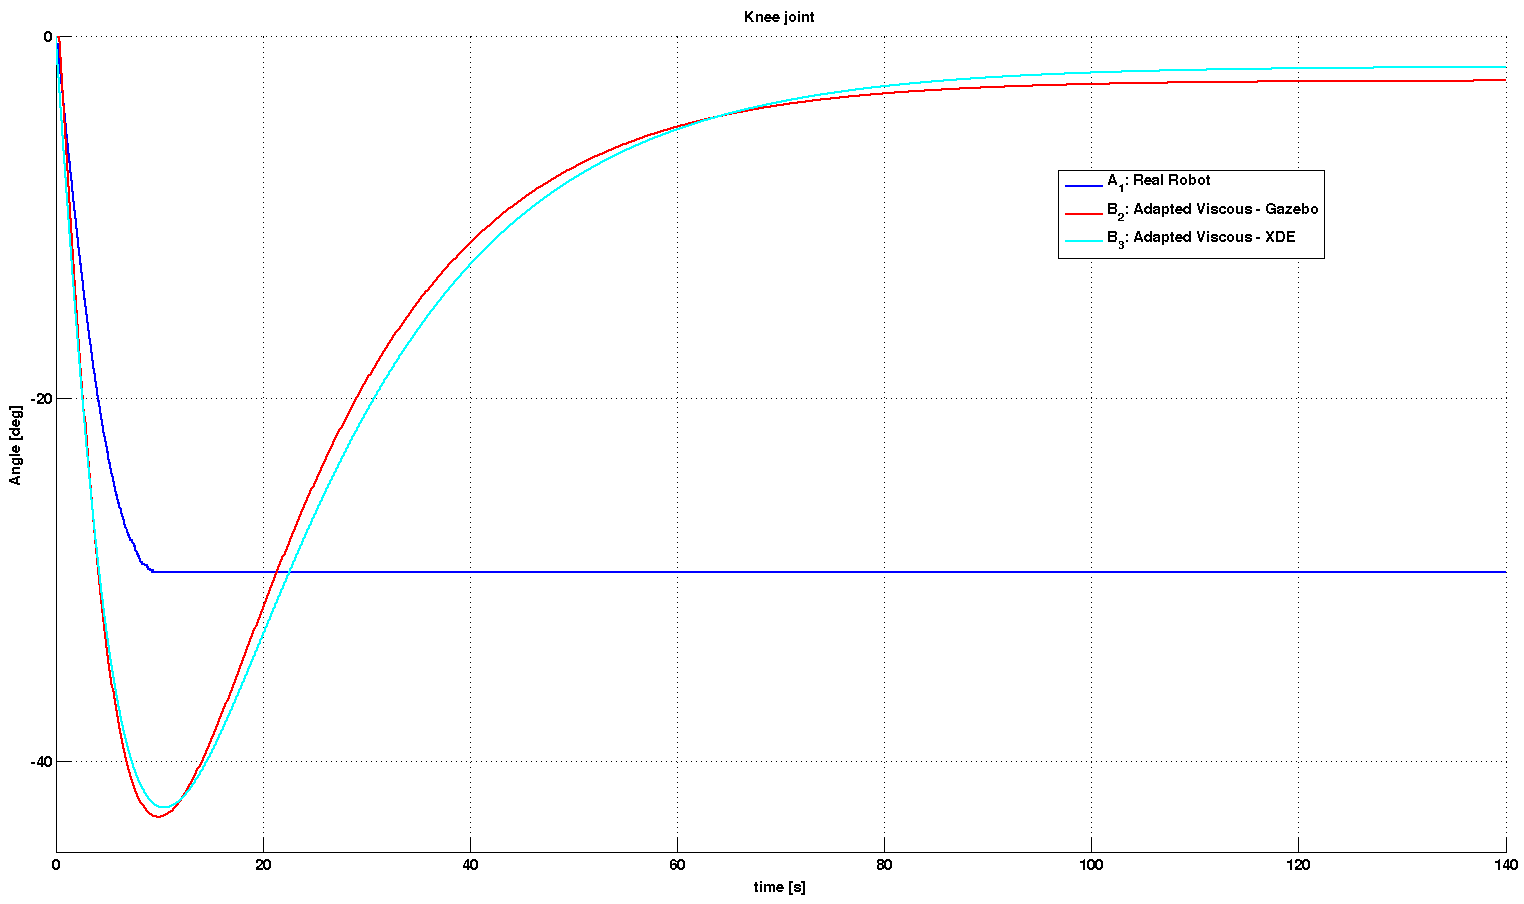 Knee joint
0
-20
-40
Angle [deg]
A1: Real Robot
B2: Adapted Viscous - Gazebo
B3: Adapted Viscous - XDE
0 20 40 60 80 100 120 140
time [s]